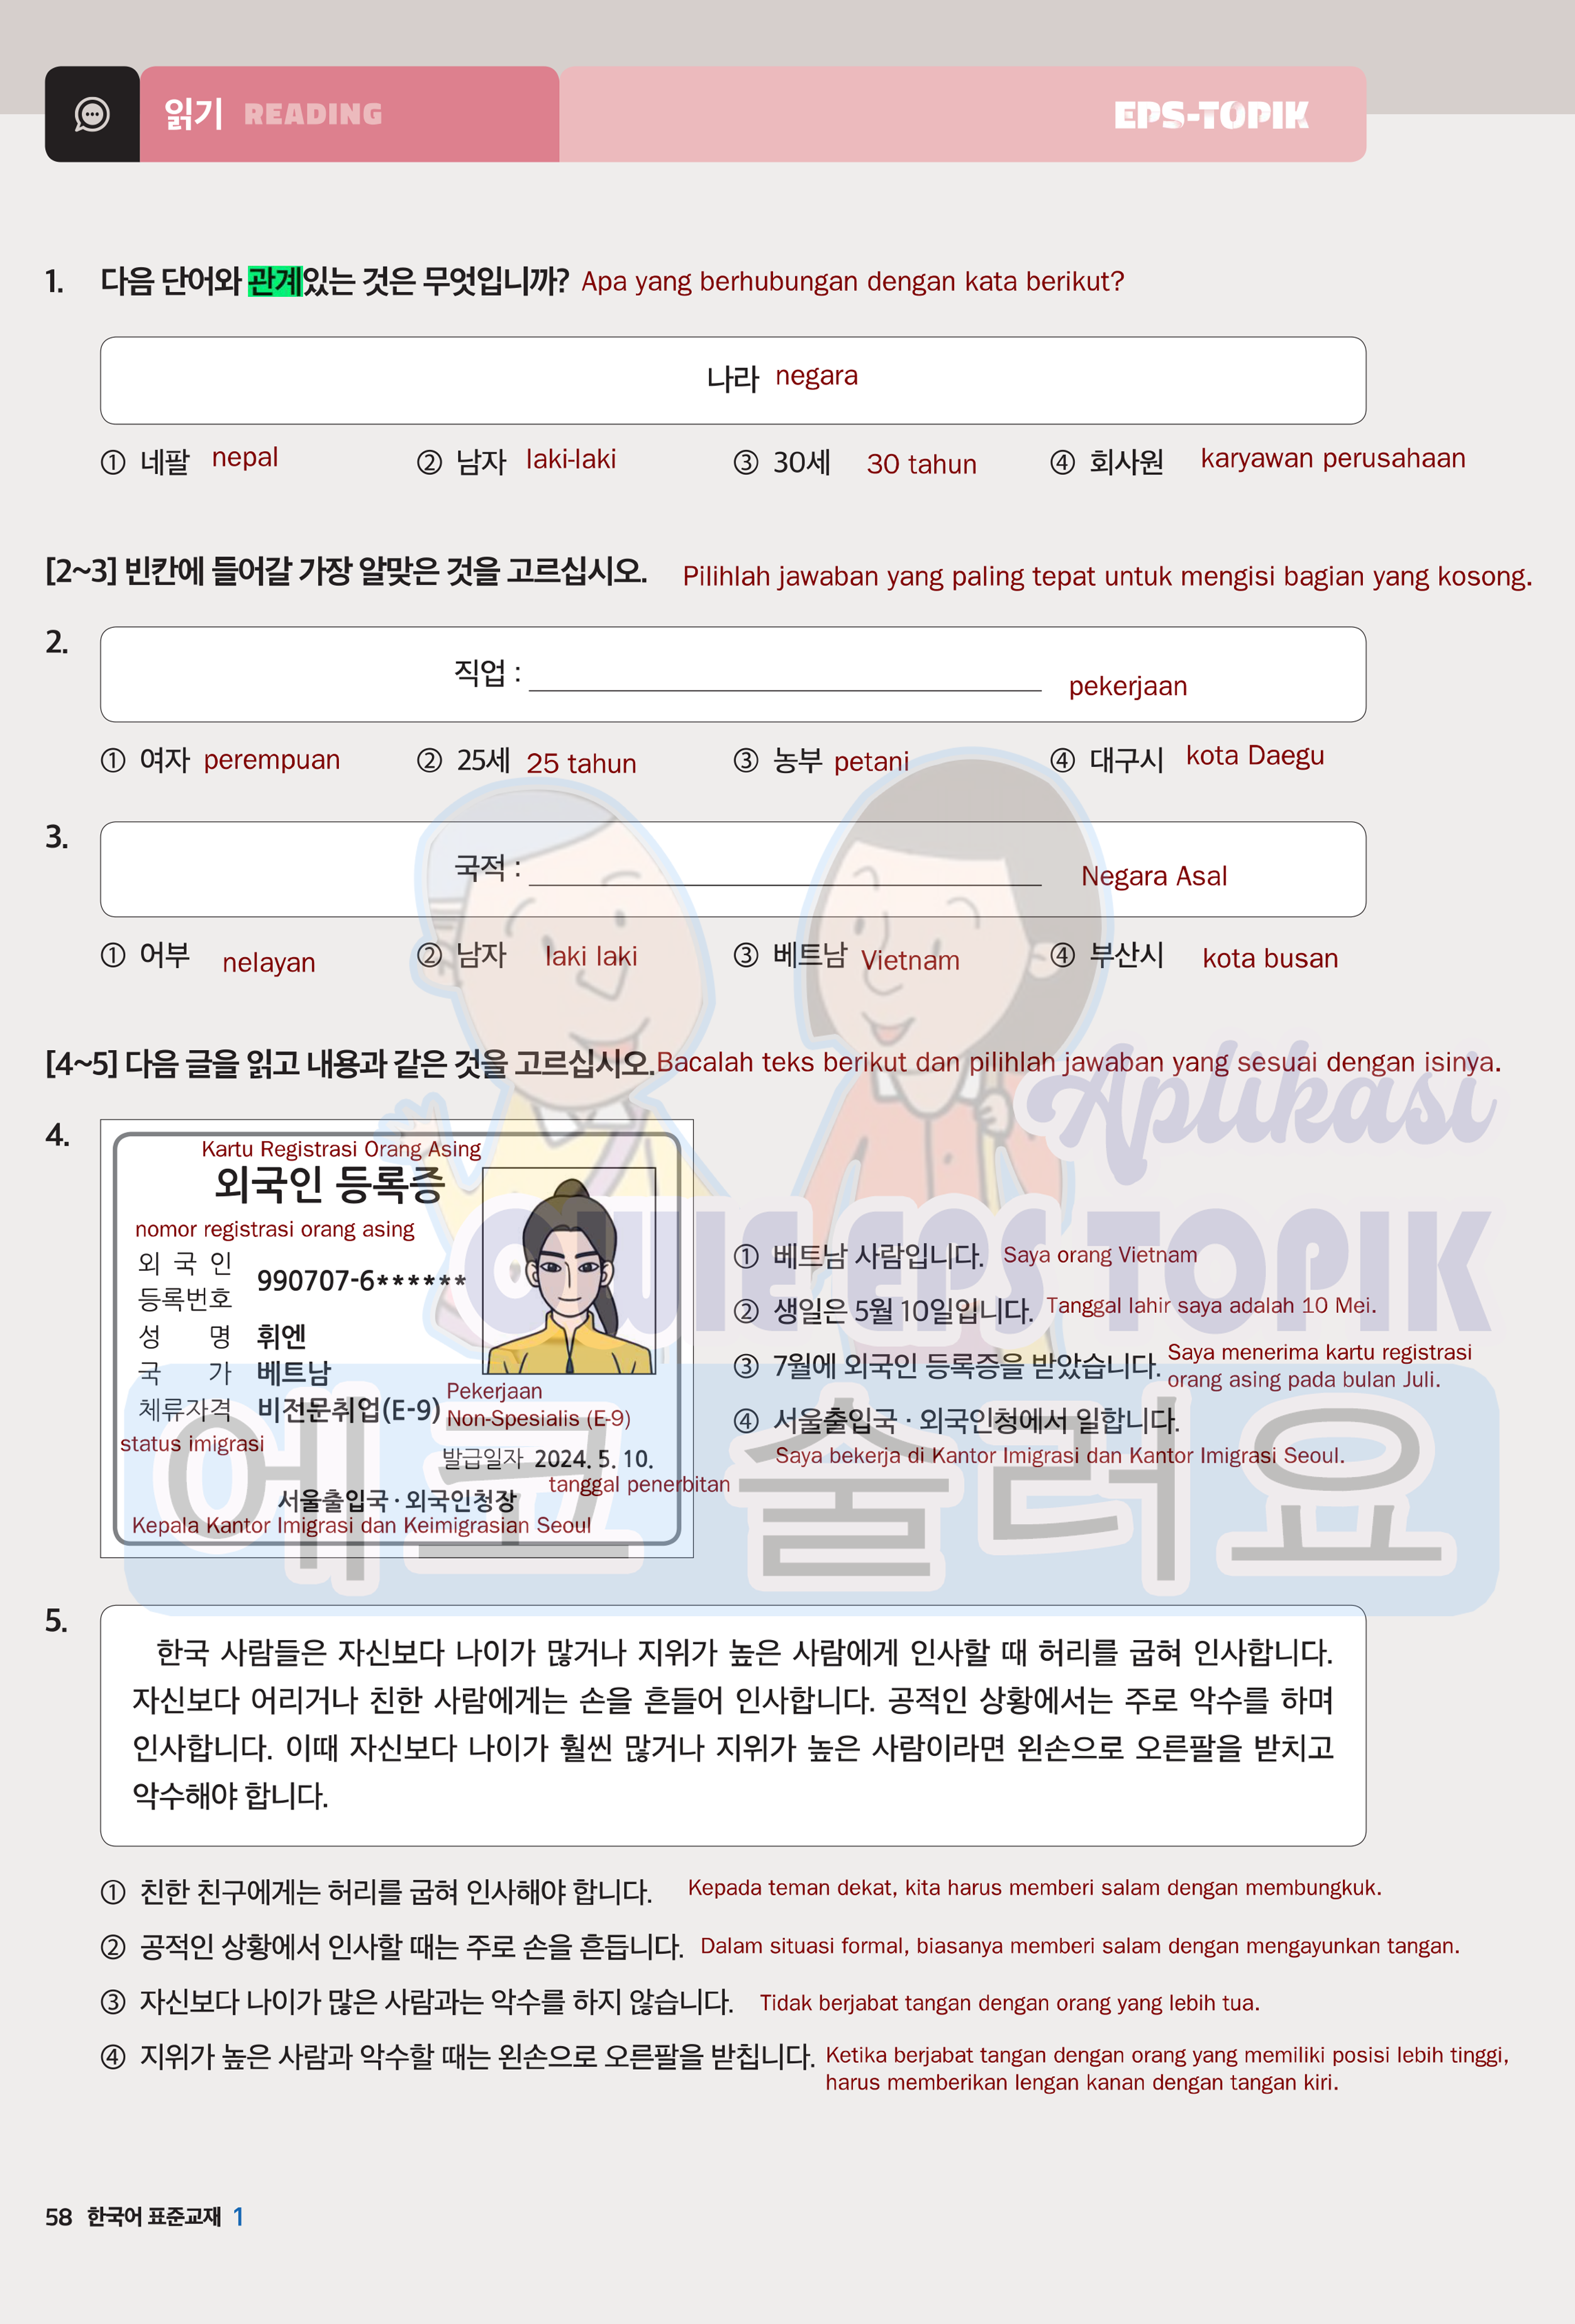 읽기 READING EPS-TOPIK
1. 다음 단어와 관계있는 것은 무엇입니까? Apa yang berhubungan dengan kata berikut?
나라 negara
① 네팔 nepal ② 남자 laki-laki ③ 30세 30 tahun ④ 회사원 karyawan perusahaan
[2~3] 빈칸에 들어갈 가장 알맞은 것을 고르십시오. Pilihlah jawaban yang paling tepat untuk mengisi bagian yang kosong.
2. 직업 : pekerjaan
① 여자 perempuan ② 25세 25 tahun ③ 농부 petani ④ 대구시 kota Daegu
3. 국적 : Negara Asal
① 어부 nelayan ② 남자 laki laki ③ 베트남 Vietnam ④ 부산시 kota busan
[4~5] 다음 글을 읽고 내용과 같은 것을 고르십시오. Bacalah teks berikut dan pilihlah jawaban yang sesuai dengan isinya.
4.
Kartu Registrasi Orang Asing
외국인 등록증
nomor registrasi orang asing
외 국 인
등록번호 990707-6******
성 명 휘엔
국 가 베트남
체류자격 비전문취업(E-9)
Pekerjaan
Non-Spesialis (E-9)
status imigrasi
발급일자 2024. 5. 10.
tanggal penerbitan
서울출입국 · 외국인청장
Kepala Kantor Imigrasi dan Keimigrasian Seoul
① 베트남 사람입니다. Saya orang Vietnam
② 생일은 5월 10일입니다. Tanggal lahir saya adalah 10 Mei.
③ 7월에 외국인 등록증을 받았습니다. Saya menerima kartu registrasi
orang asing pada bulan Juli.
④ 서울출입국 · 외국인청에서 일합니다.
Saya bekerja di Kantor Imigrasi dan Kantor Imigrasi Seoul.
Aplikasi
OWIE EPS TOPIK
에코 술러요
5.
한국 사람들은 자신보다 나이가 많거나 지위가 높은 사람에게 인사할 때 허리를 굽혀 인사합니다.
자신보다 어리거나 친한 사람에게는 손을 흔들어 인사합니다. 공적인 상황에서는 주로 악수를 하며
인사합니다. 이때 자신보다 나이가 훨씬 많거나 지위가 높은 사람이라면 왼손으로 오른팔을 받치고
악수해야 합니다.
① 친한 친구에게는 허리를 굽혀 인사해야 합니다. Kepada teman dekat, kita harus memberi salam dengan membungkuk.
② 공적인 상황에서 인사할 때는 주로 손을 흔듭니다. Dalam situasi formal, biasanya memberi salam dengan mengayunkan tangan.
③ 자신보다 나이가 많은 사람과는 악수를 하지 않습니다. Tidak berjabat tangan dengan orang yang lebih tua.
④ 지위가 높은 사람과 악수할 때는 왼손으로 오른팔을 받칩니다. Ketika berjabat tangan dengan orang yang memiliki posisi lebih tinggi,
harus memberikan lengan kanan dengan tangan kiri.
58 한국어 표준교재 1